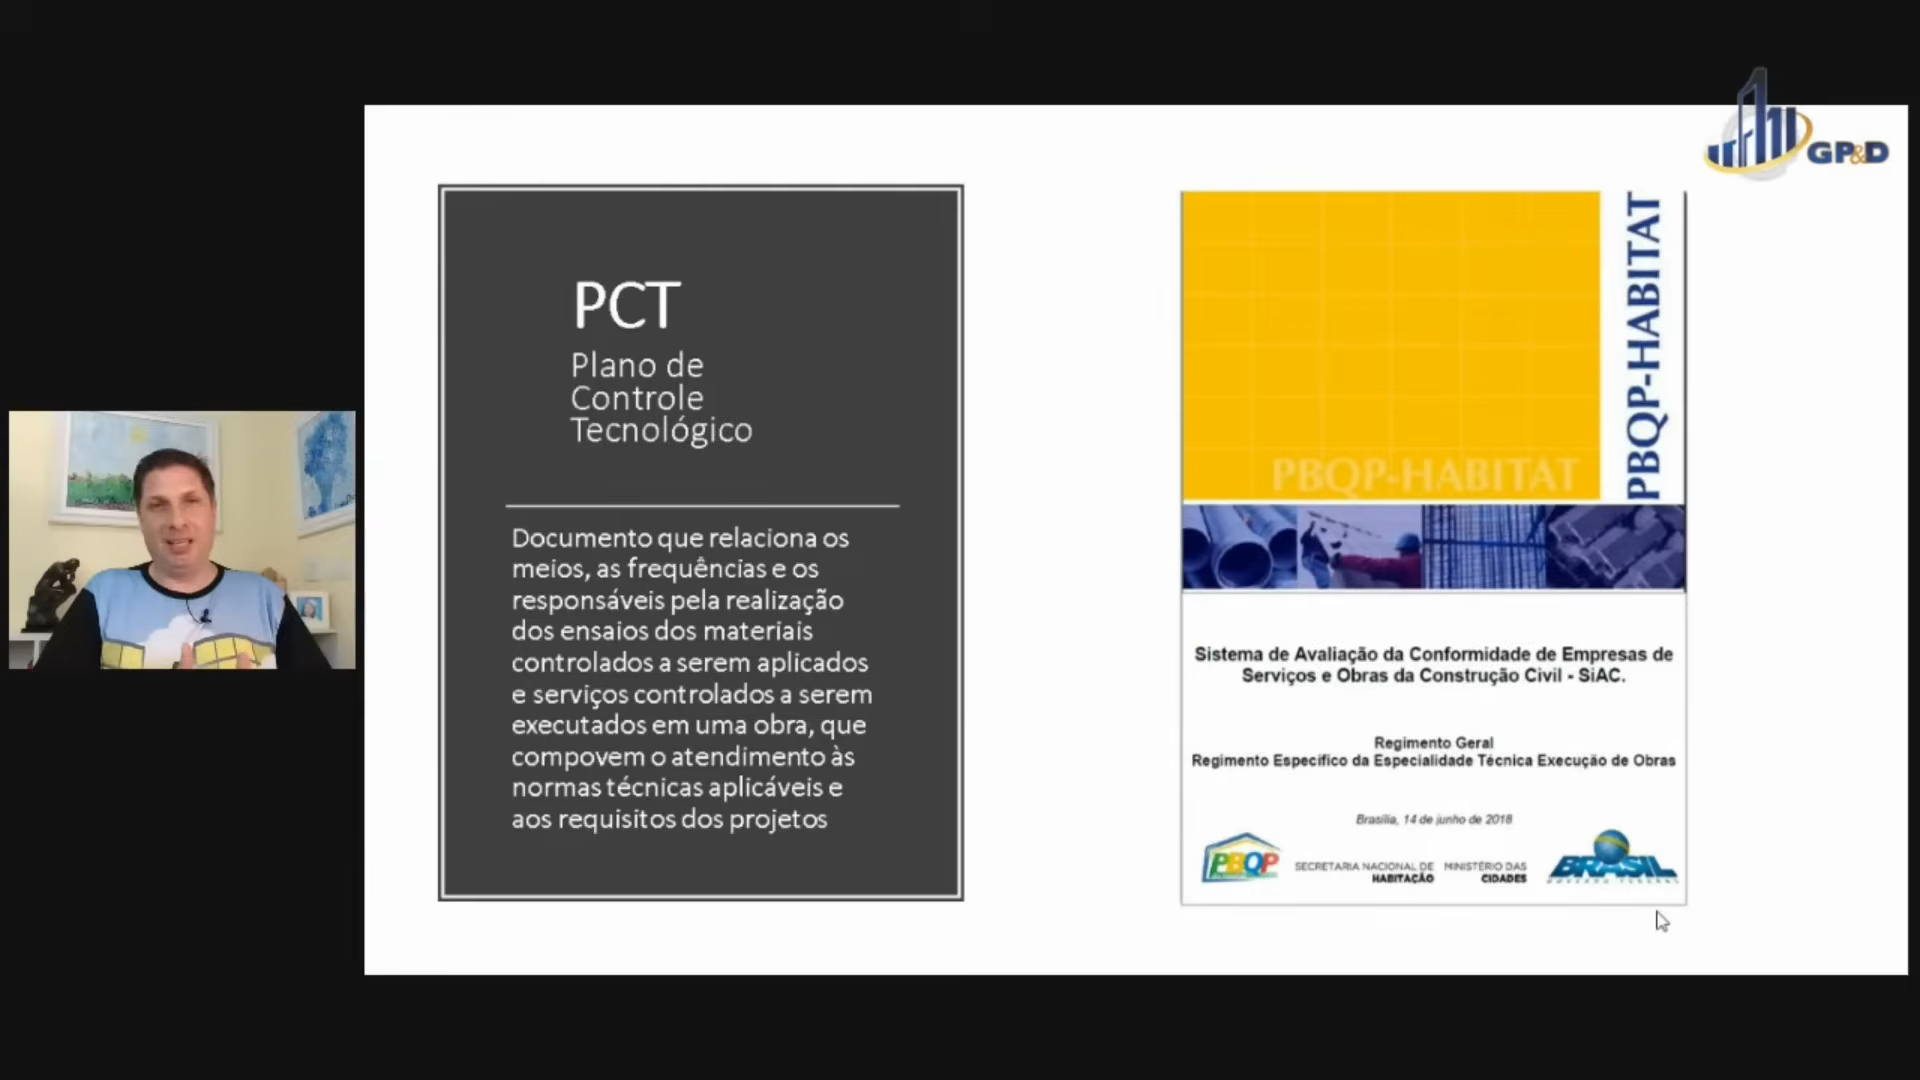 GP&D
PCT
Plano de
Controle
Tecnológico
Documento que relaciona os
meios, as frequências e os
responsáveis pela realização
dos ensaios dos materiais
controlados a serem aplicados
e serviços controlados a serem
executados em uma obra, que
compovem o atendimento às
normas técnicas aplicáveis e
aos requisitos dos projetos
PBQP-HABITAT
PBQP-HABITAT
Sistema de Avaliação da Conformidade de Empresas de
Serviços e Obras da Construção Civil - SiAC.
Regimento Geral
Regimento Específico da Especialidade Técnica Execução de Obras
Brasília, 14 de junho de 2018
PBQP
SECRETARIA NACIONAL DE
HABITAÇÃO
MINISTÉRIO DAS
CIDADES
BRASIL